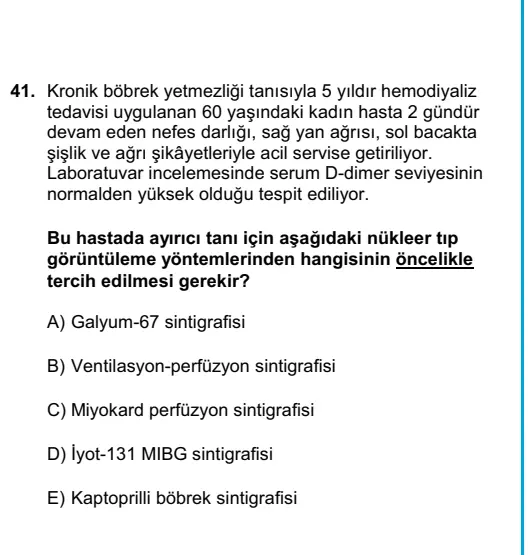 41. Kronik böbrek yetmezliği tanısıyla 5 yıldır hemodiyaliz
tedavisi uygulanan 60 yaşındaki kadın hasta 2 gündür
devam eden nefes darlığı, sağ yan ağrısı, sol bacakta
şişlik ve ağrı şikâyetleriyle acil servise getiriliyor.
Laboratuvar incelemesinde serum D-dimer seviyesinin
normalden yüksek olduğu tespit ediliyor.
Bu hastada ayırıcı tanı için aşağıdaki nükleer tıp
görüntüleme yöntemlerinden hangisinin öncelikle
tercih edilmesi gerekir?
A) Galyum-67 sintigrafisi
B) Ventilasyon-perfüzyon sintigrafisi
C) Miyokard perfüzyon sintigrafisi
D) İyot-131 MIBG sintigrafisi
E) Kaptoprilli böbrek sintigrafisi